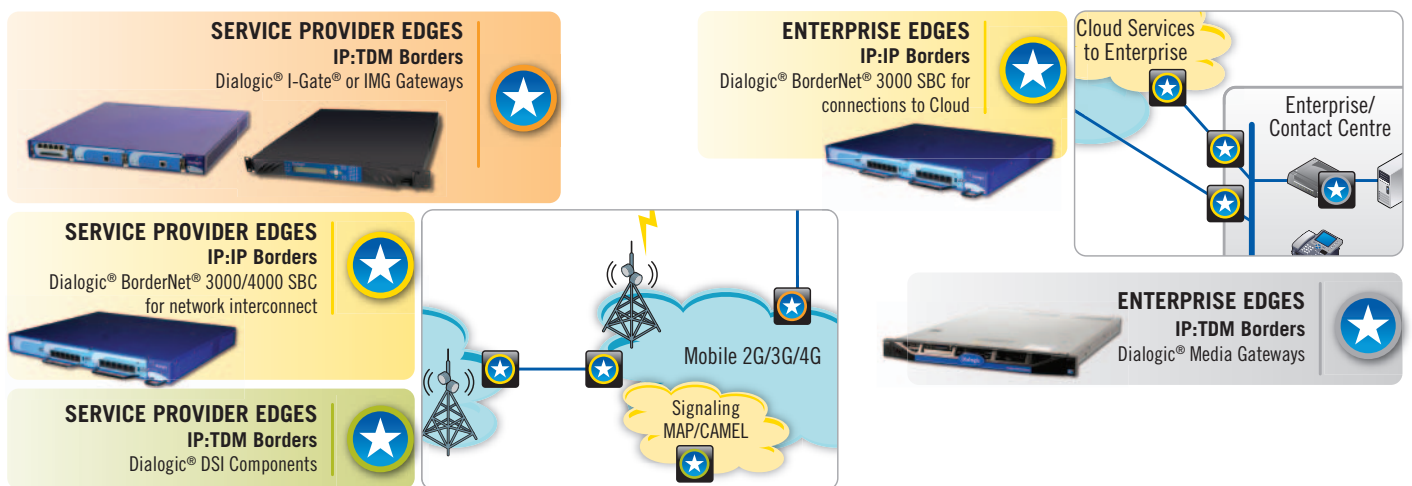 SERVICE PROVIDER EDGES
IP:TDM Borders
Dialogic® I-Gate® or IMG Gateways
ENTERPRISE EDGES
IP:IP Borders
Dialogic® BorderNet® 3000 SBC for
connections to Cloud
Cloud Services
to Enterprise
Enterprise/
Contact Centre
SERVICE PROVIDER EDGES
IP:IP Borders
Dialogic® BorderNet® 3000/4000 SBC
for network interconnect
Mobile 2G/3G/4G
Signaling
MAP/CAMEL
ENTERPRISE EDGES
IP:TDM Borders
Dialogic® Media Gateways
SERVICE PROVIDER EDGES
IP:TDM Borders
Dialogic® DSI Components